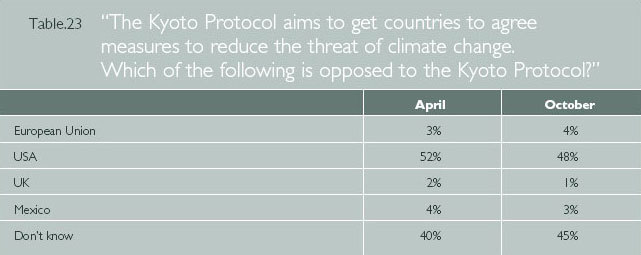 Table.23 “The Kyoto Protocol aims to get countries to agree
measures to reduce the threat of climate change.
Which of the following is opposed to the Kyoto Protocol?”
April October
European Union 3% 4%
USA 52% 48%
UK 2% 1%
Mexico 4% 3%
Don’t know 40% 45%